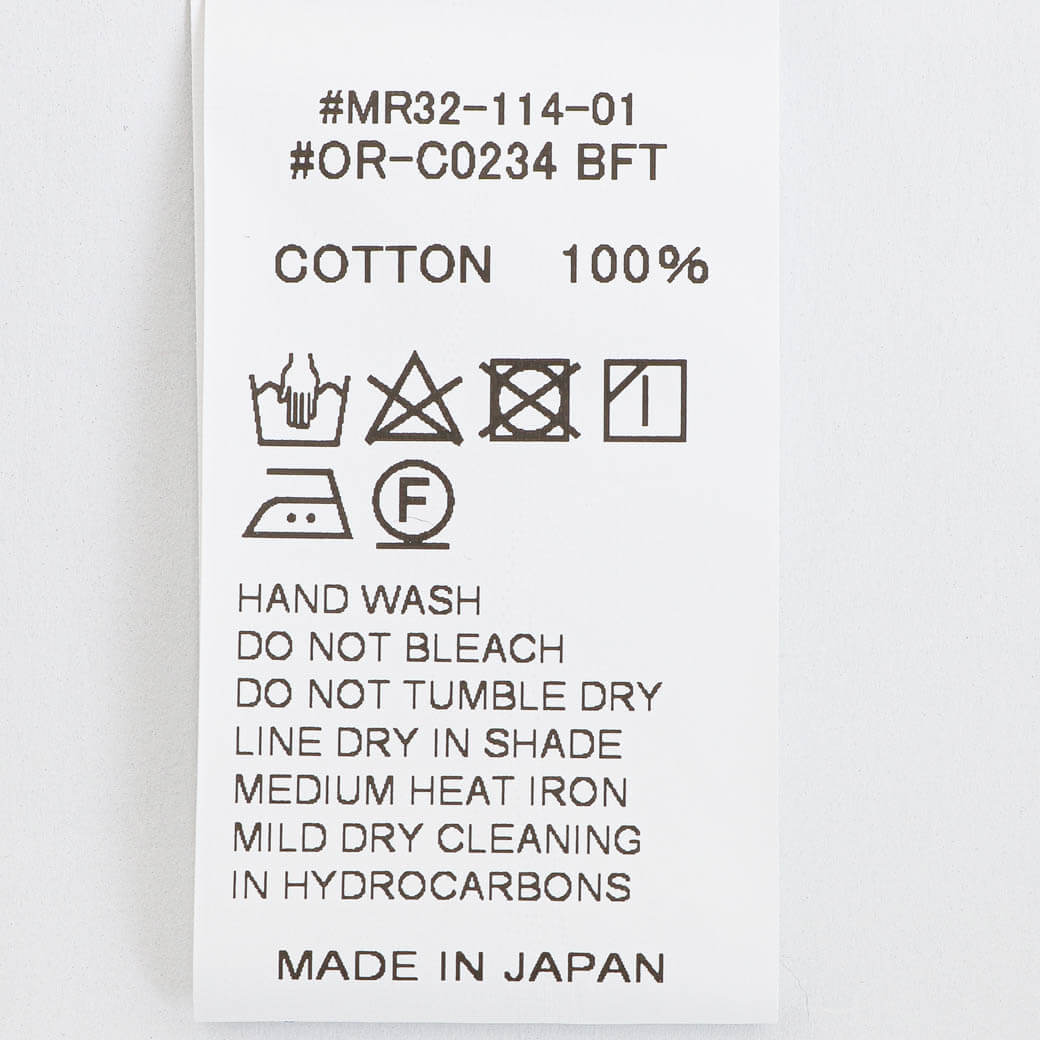 #MR32-114-01
#OR-C0234 BFT
COTTON 100%
F
HAND WASH
DO NOT BLEACH
DO NOT TUMBLE DRY
LINE DRY IN SHADE
MEDIUM HEAT IRON
MILD DRY CLEANING
IN HYDROCARBONS
MADE IN JAPAN